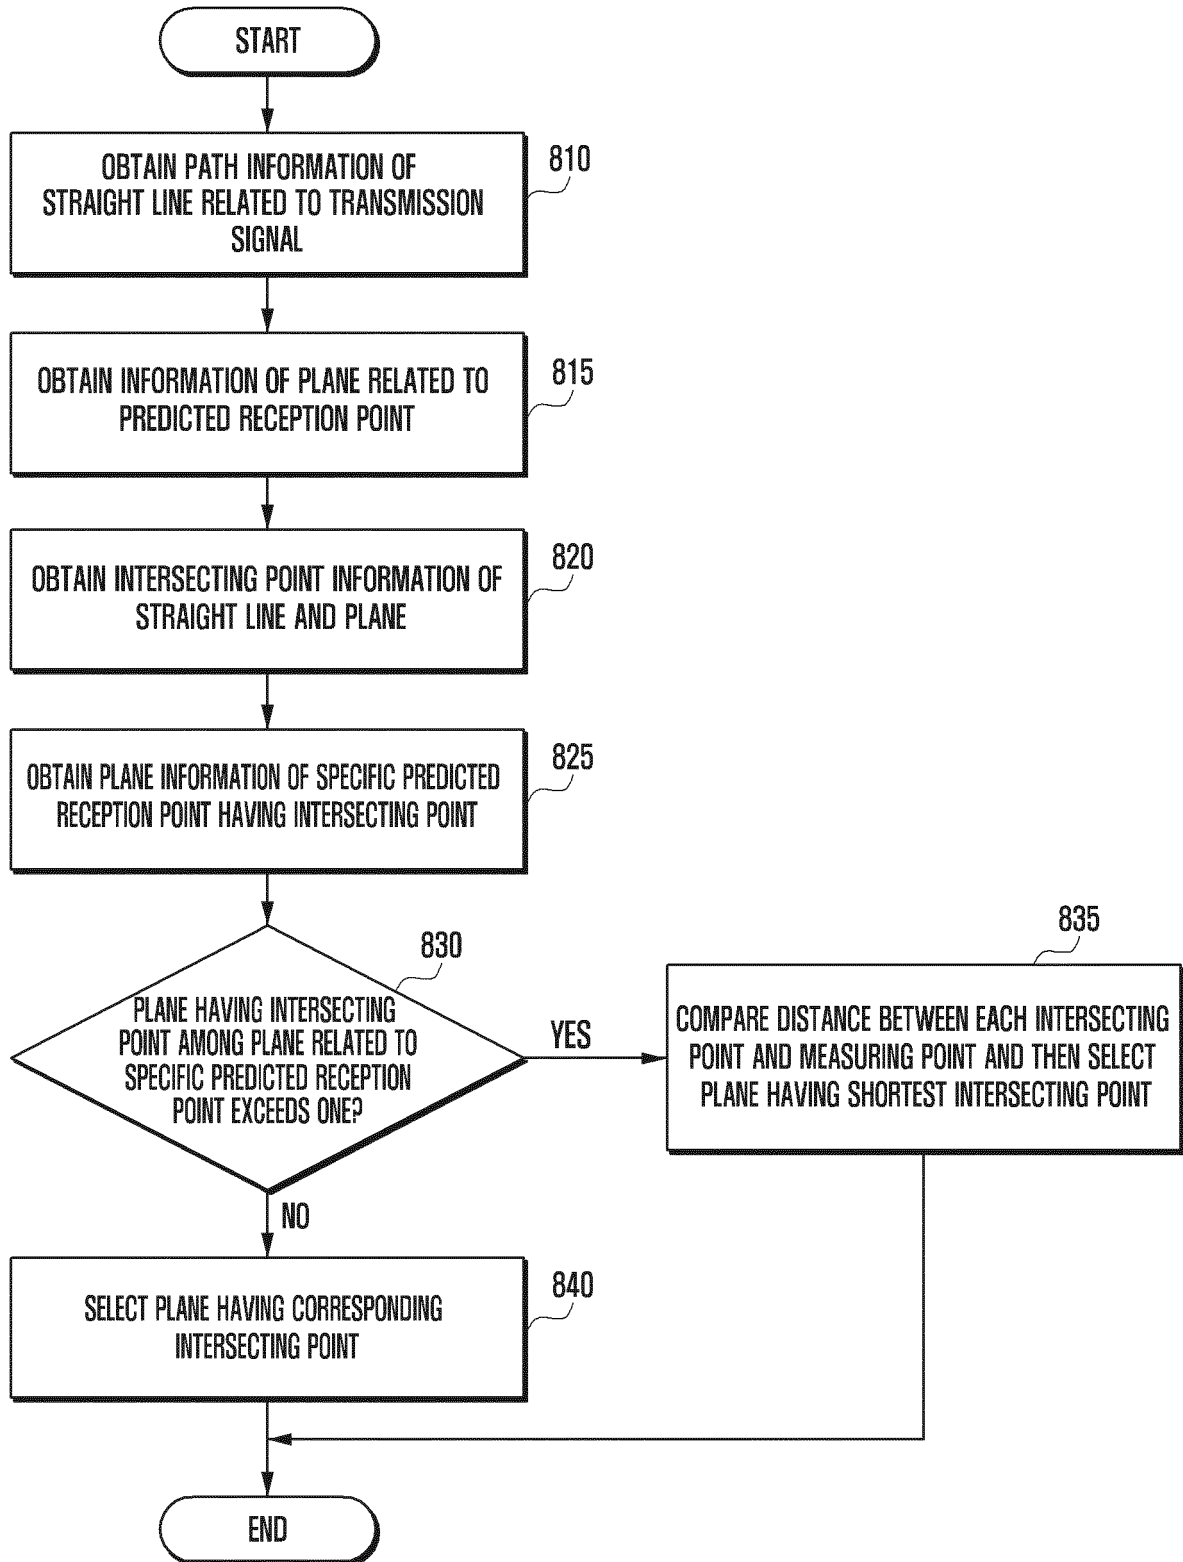 START
OBTAIN PATH INFORMATION OF
STRAIGHT LINE RELATED TO TRANSMISSION
SIGNAL
810
OBTAIN INFORMATION OF PLANE RELATED TO
PREDICTED RECEPTION POINT
815
OBTAIN INTERSECTING POINT INFORMATION OF
STRAIGHT LINE AND PLANE
820
OBTAIN PLANE INFORMATION OF SPECIFIC PREDICTED
RECEPTION POINT HAVING INTERSECTING POINT
825
PLANE HAVING INTERSECTING
POINT AMONG PLANE RELATED TO
SPECIFIC PREDICTED RECEPTION
POINT EXCEEDS ONE?
830
YES
COMPARE DISTANCE BETWEEN EACH INTERSECTING
POINT AND MEASURING POINT AND THEN SELECT
PLANE HAVING SHORTEST INTERSECTING POINT
835
NO
SELECT PLANE HAVING CORRESPONDING
INTERSECTING POINT
840
END